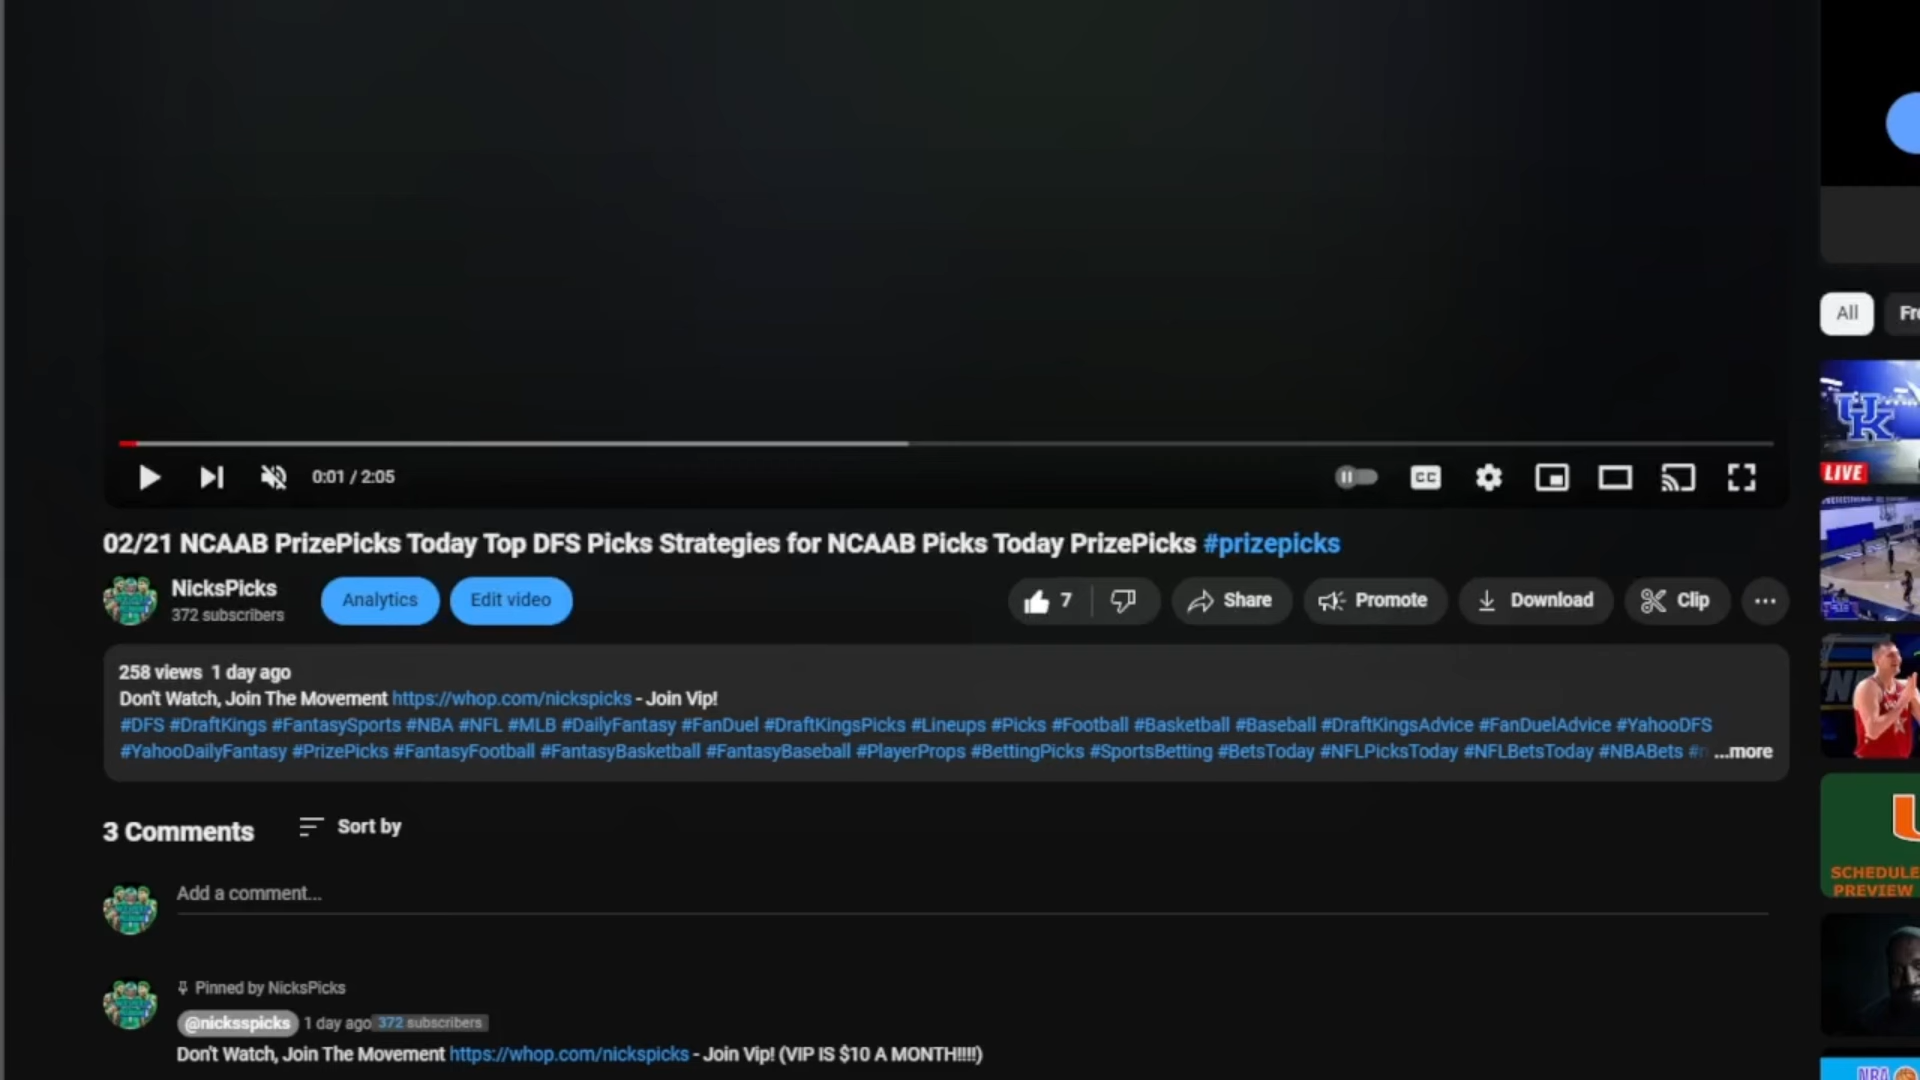 0:01 / 2:05
CC
02/21 NCAAB PrizePicks Today Top DFS Picks Strategies for NCAAB Picks Today PrizePicks #prizepicks
NicksPicks
372 subscribers
Analytics
Edit video
7
Share
Promote
Download
Clip
258 views 1 day ago
Don't Watch, Join The Movement https://whop.com/nickspicks - Join Vip!
#DFS #DraftKings #FantasySports #NBA #NFL #MLB #DailyFantasy #FanDuel #DraftKingsPicks #Lineups #Picks #Football #Basketball #Baseball #DraftKingsAdvice #FanDuelAdvice #YahooDFS
#YahooDailyFantasy #PrizePicks #FantasyFootball #FantasyBasketball #FantasyBaseball #PlayerProps #BettingPicks #SportsBetting #BetsToday #NFLPicksToday #NFLBetsToday #NBABets #n ...more
3 Comments
Sort by
Add a comment...
Pinned by NicksPicks
@nicksspicks 1 day ago 372 subscribers
Don't Watch, Join The Movement https://whop.com/nickspicks - Join Vip! (VIP IS $10 A MONTH!!!!)
All
Fr
UK
LIVE
U
SCHEDULE
PREVIEW
NBA